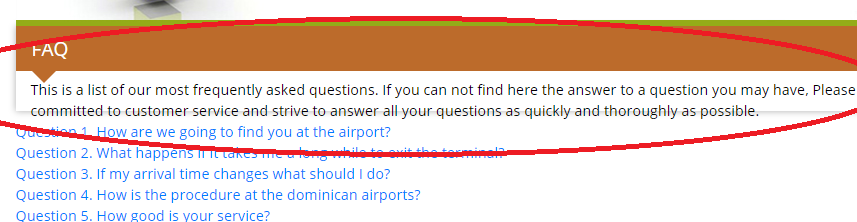 FAQ
This is a list of our most frequently asked questions. If you can not find here the answer to a question you may have, Please
committed to customer service and strive to answer all your questions as quickly and thoroughly as possible.
Question 1. How are we going to find you at the airport?
Question 2. What happens if it takes me a long while to exit the terminal?
Question 3. If my arrival time changes what should I do?
Question 4. How is the procedure at the dominican airports?
Question 5. How good is your service?